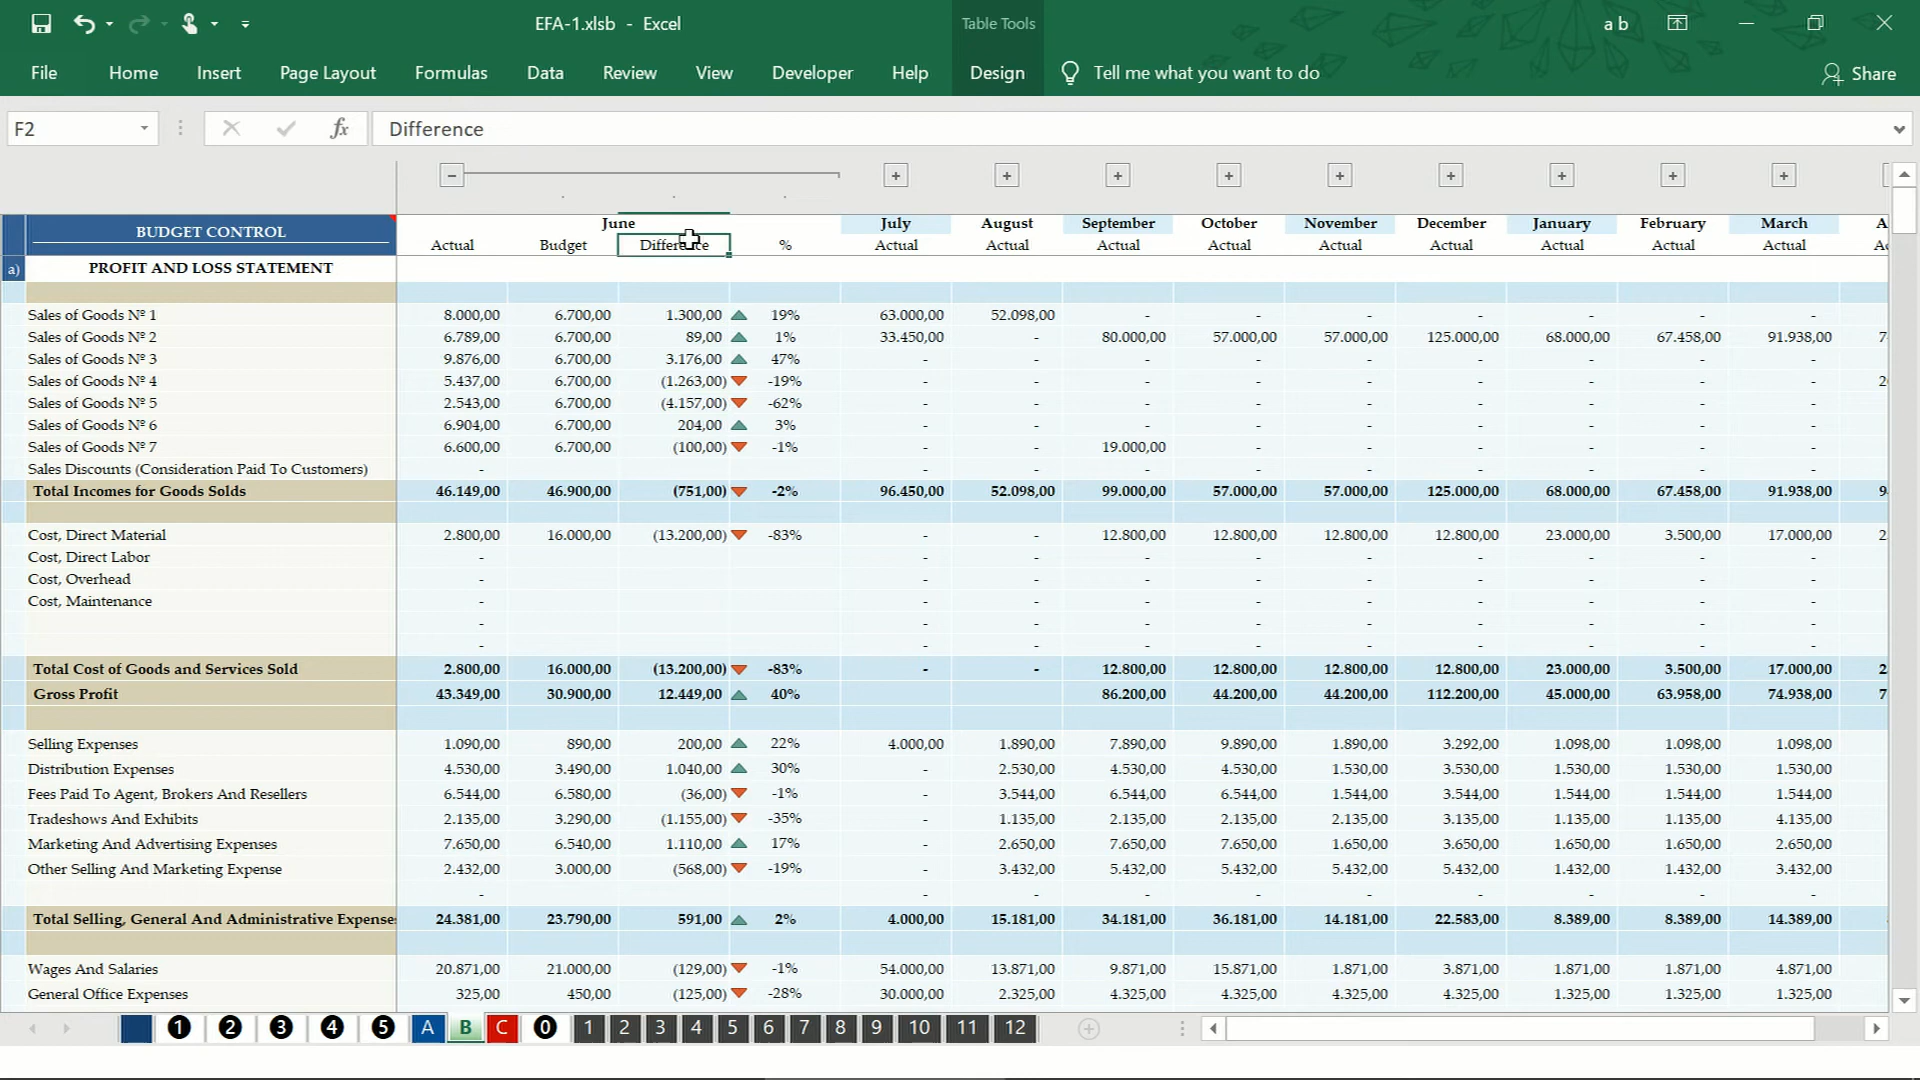 EFA-1.xlsb - Excel
Table Tools
a b
File Home Insert Page Layout Formulas Data Review View Developer Help Design Tell me what you want to do Share
F2 fx Difference
BUDGET CONTROL June July August September October November December January February March A
Actual Budget Difference % Actual Actual Actual Actual Actual Actual Actual Actual Actual Ac
a) PROFIT AND LOSS STATEMENT
Sales of Goods Nº 1 8.000,00 6.700,00 1.300,00 19% 63.000,00 52.098,00 - - - - - - -
Sales of Goods Nº 2 6.789,00 6.700,00 89,00 1% 33.450,00 - 80.000,00 57.000,00 57.000,00 125.000,00 68.000,00 67.458,00 91.938,00 7
Sales of Goods Nº 3 9.876,00 6.700,00 3.176,00 47% - - - - - - - - -
Sales of Goods Nº 4 5.437,00 6.700,00 (1.263,00) -19% - - - - - - - - - 2
Sales of Goods Nº 5 2.543,00 6.700,00 (4.157,00) -62% - - - - - - - - -
Sales of Goods Nº 6 6.904,00 6.700,00 204,00 3% - - - - - - - - -
Sales of Goods Nº 7 6.600,00 6.700,00 (100,00) -1% - - 19.000,00 - - - - - -
Sales Discounts (Consideration Paid To Customers) - - - - - - - - - -
Total Incomes for Goods Solds 46.149,00 46.900,00 (751,00) -2% 96.450,00 52.098,00 99.000,00 57.000,00 57.000,00 125.000,00 68.000,00 67.458,00 91.938,00 9
Cost, Direct Material 2.800,00 16.000,00 (13.200,00) -83% - - 12.800,00 12.800,00 12.800,00 12.800,00 23.000,00 3.500,00 17.000,00 2
Cost, Direct Labor - - - - - - - - - -
Cost, Overhead - - - - - - - - - -
Cost, Maintenance - - - - - - - - - -
- - - - - - - - - -
- - - - - - - - - -
Total Cost of Goods and Services Sold 2.800,00 16.000,00 (13.200,00) -83% - - 12.800,00 12.800,00 12.800,00 12.800,00 23.000,00 3.500,00 17.000,00 2
Gross Profit 43.349,00 30.900,00 12.449,00 40% 86.200,00 44.200,00 44.200,00 112.200,00 45.000,00 63.958,00 74.938,00 7
Selling Expenses 1.090,00 890,00 200,00 22% 4.000,00 1.890,00 7.890,00 9.890,00 1.890,00 3.292,00 1.098,00 1.098,00 1.098,00
Distribution Expenses 4.530,00 3.490,00 1.040,00 30% - 2.530,00 4.530,00 4.530,00 1.530,00 3.530,00 1.530,00 1.530,00 1.530,00
Fees Paid To Agent, Brokers And Resellers 6.544,00 6.580,00 (36,00) -1% - 3.544,00 6.544,00 6.544,00 1.544,00 3.544,00 1.544,00 1.544,00 1.544,00
Tradeshows And Exhibits 2.135,00 3.290,00 (1.155,00) -35% - 1.135,00 2.135,00 2.135,00 2.135,00 3.135,00 1.135,00 1.135,00 4.135,00
Marketing And Advertising Expenses 7.650,00 6.540,00 1.110,00 17% - 2.650,00 7.650,00 7.650,00 1.650,00 3.650,00 1.650,00 1.650,00 2.650,00
Other Selling And Marketing Expense 2.432,00 3.000,00 (568,00) -19% - 3.432,00 5.432,00 5.432,00 5.432,00 5.432,00 1.432,00 1.432,00 3.432,00
- - - - - - - - - -
Total Selling, General And Administrative Expense 24.381,00 23.790,00 591,00 2% 4.000,00 15.181,00 34.181,00 36.181,00 14.181,00 22.583,00 8.389,00 8.389,00 14.389,00
Wages And Salaries 20.871,00 21.000,00 (129,00) -1% 54.000,00 13.871,00 9.871,00 15.871,00 1.871,00 3.871,00 1.871,00 1.871,00 4.871,00
General Office Expenses 325,00 450,00 (125,00) -28% 30.000,00 2.325,00 4.325,00 4.325,00 4.325,00 4.325,00 1.325,00 1.325,00 1.325,00
1 2 3 4 5 A B C 0 1 2 3 4 5 6 7 8 9 10 11 12